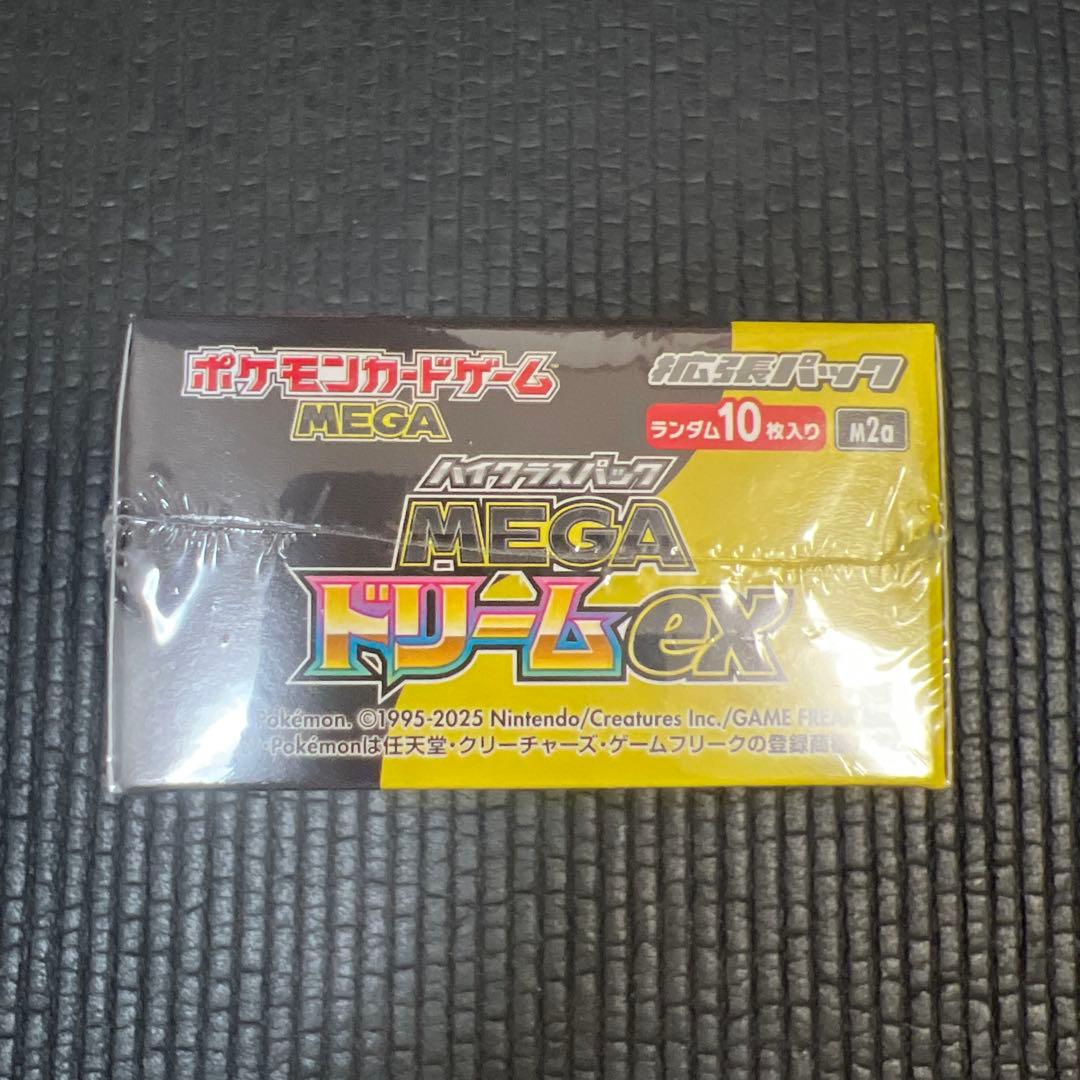 ポケモンカードゲーム™
MEGA
拡張パック
ランダム10枚入り
M2a
ハイクラスパック
MEGA
ドリームex
Pokémon. ©1995-2025 Nintendo/Creatures Inc./GAME FREAK
・Pokémonは任天堂・クリーチャーズ・ゲームフリークの登録商標